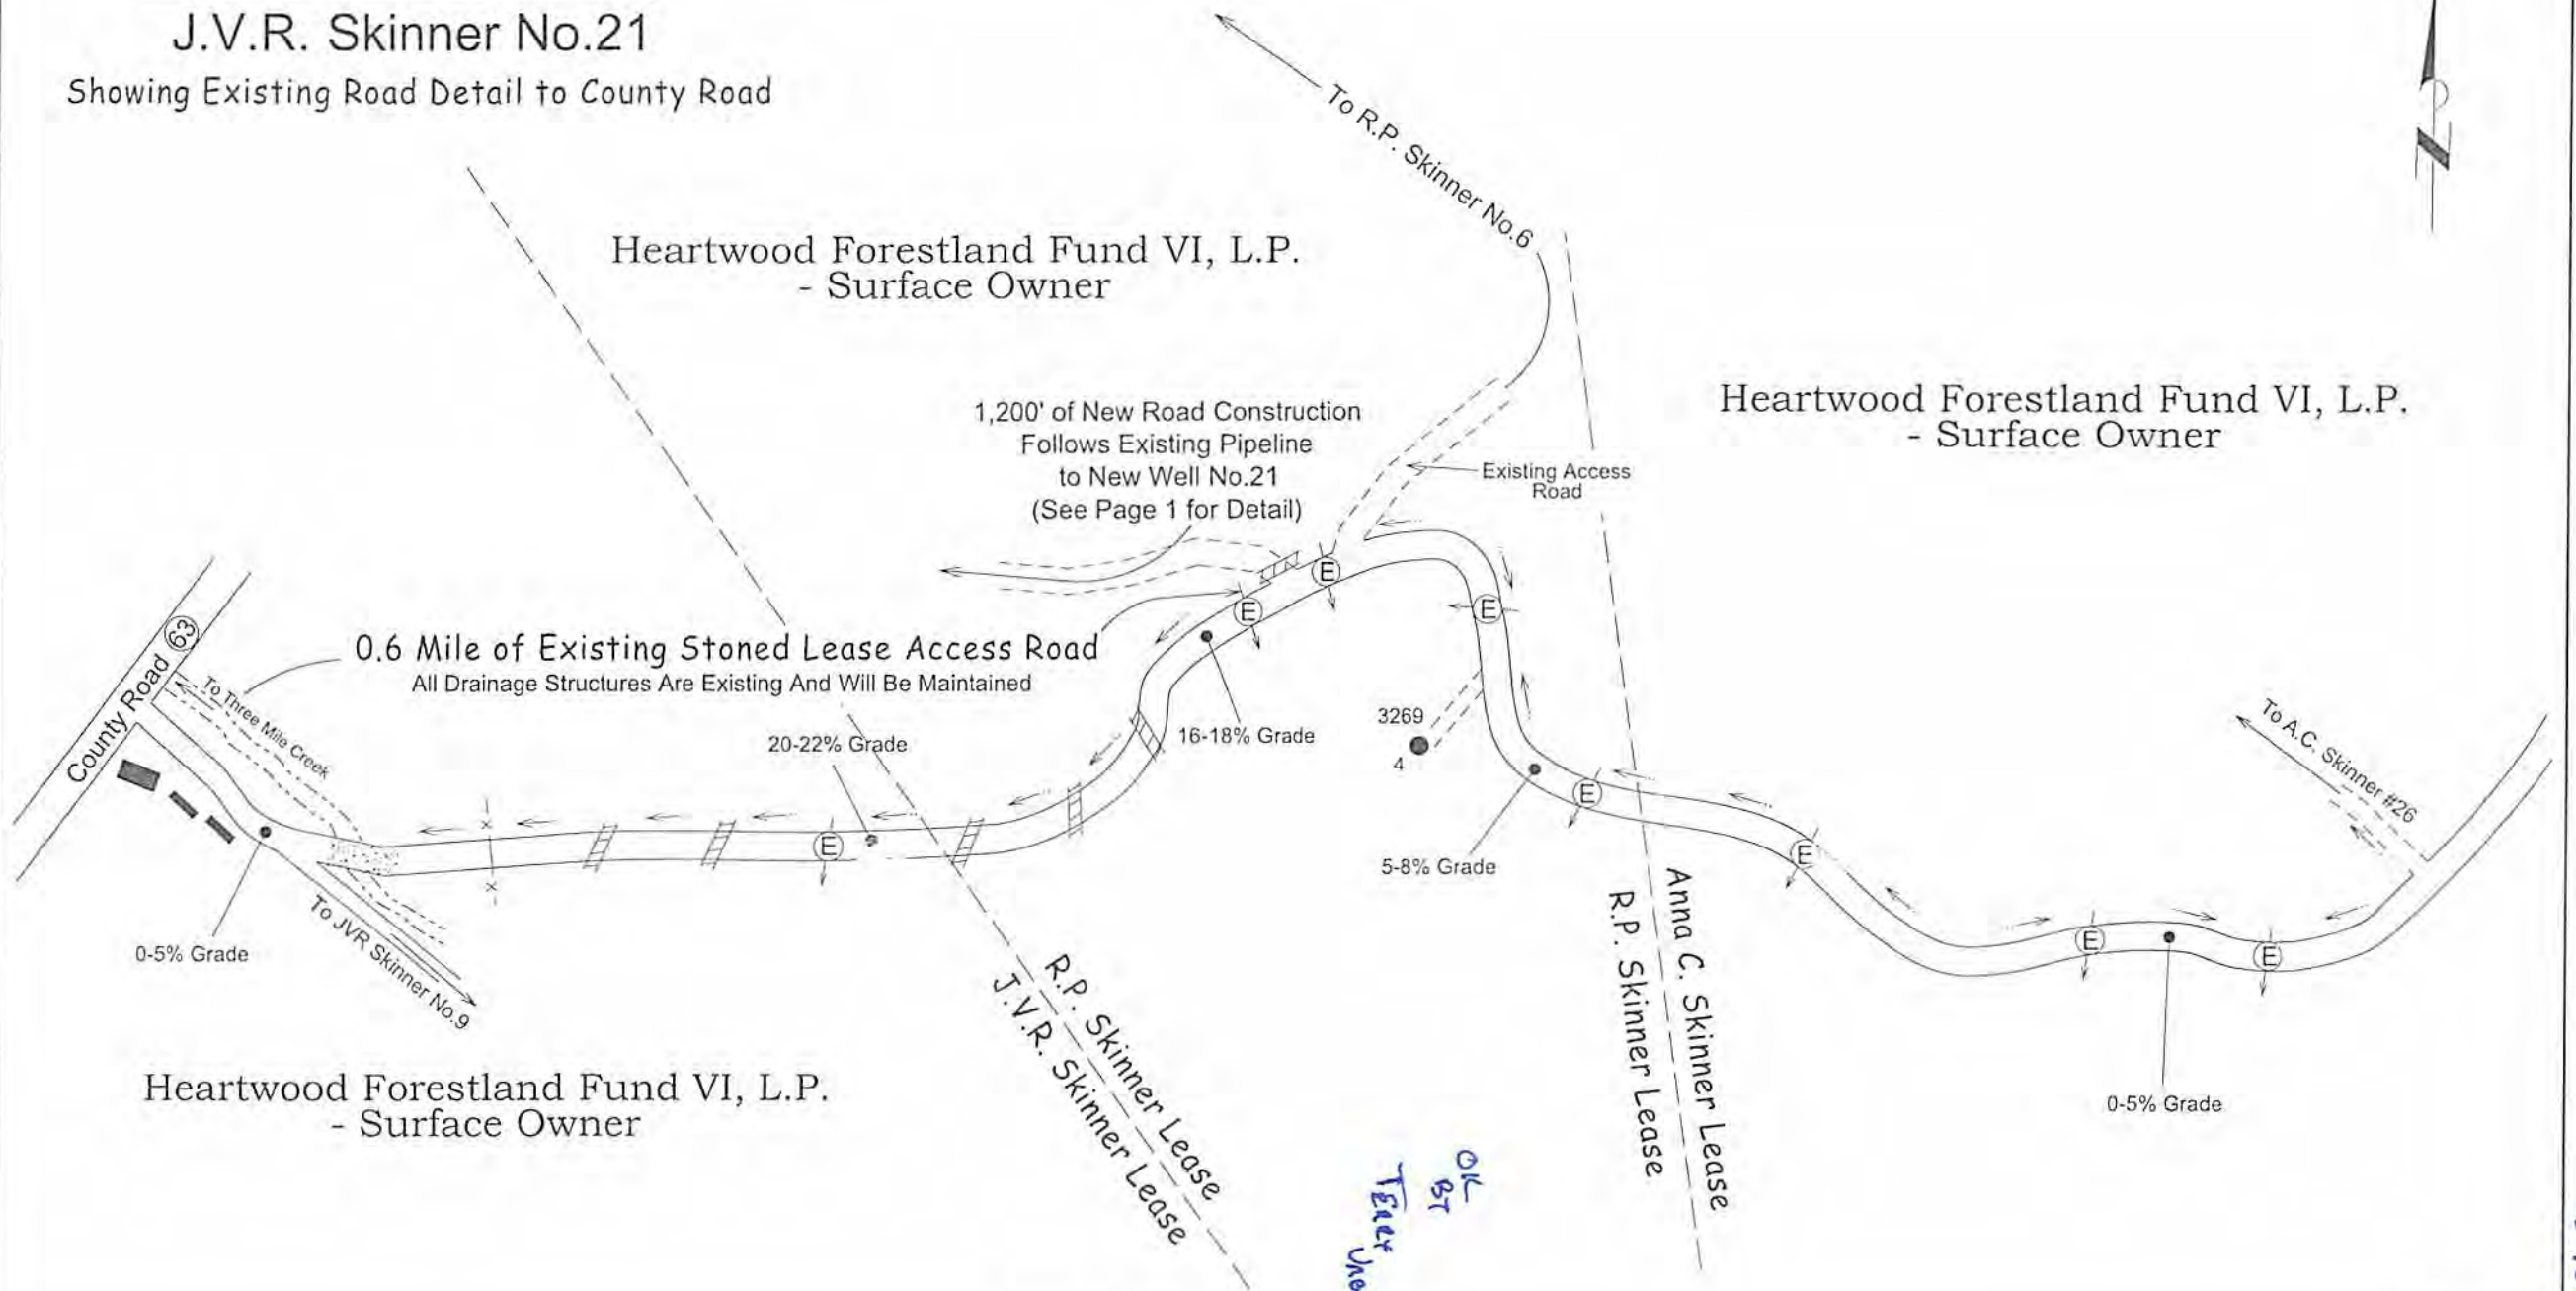 J.V.R. Skinner No.21
Showing Existing Road Detail to County Road
To R.P. Skinner No.6
N
Heartwood Forestland Fund VI, L.P.
- Surface Owner
Heartwood Forestland Fund VI, L.P.
- Surface Owner
1,200' of New Road Construction
Follows Existing Pipeline
to New Well No.21
(See Page 1 for Detail)
Existing Access
Road
E
E
E
County Road 63
0.6 Mile of Existing Stoned Lease Access Road
All Drainage Structures Are Existing And Will Be Maintained
To Three Mile Creek
20-22% Grade
16-18% Grade
3269
4
To A.C. Skinner #26
E
E
E
5-8% Grade
E
E
0-5% Grade
To JVR Skinner No.9
R.P. Skinner Lease
J.V.R. Skinner Lease
Anna C. Skinner Lease
R.P. Skinner Lease
0-5% Grade
Heartwood Forestland Fund VI, L.P.
- Surface Owner
OK
BT
TERRY